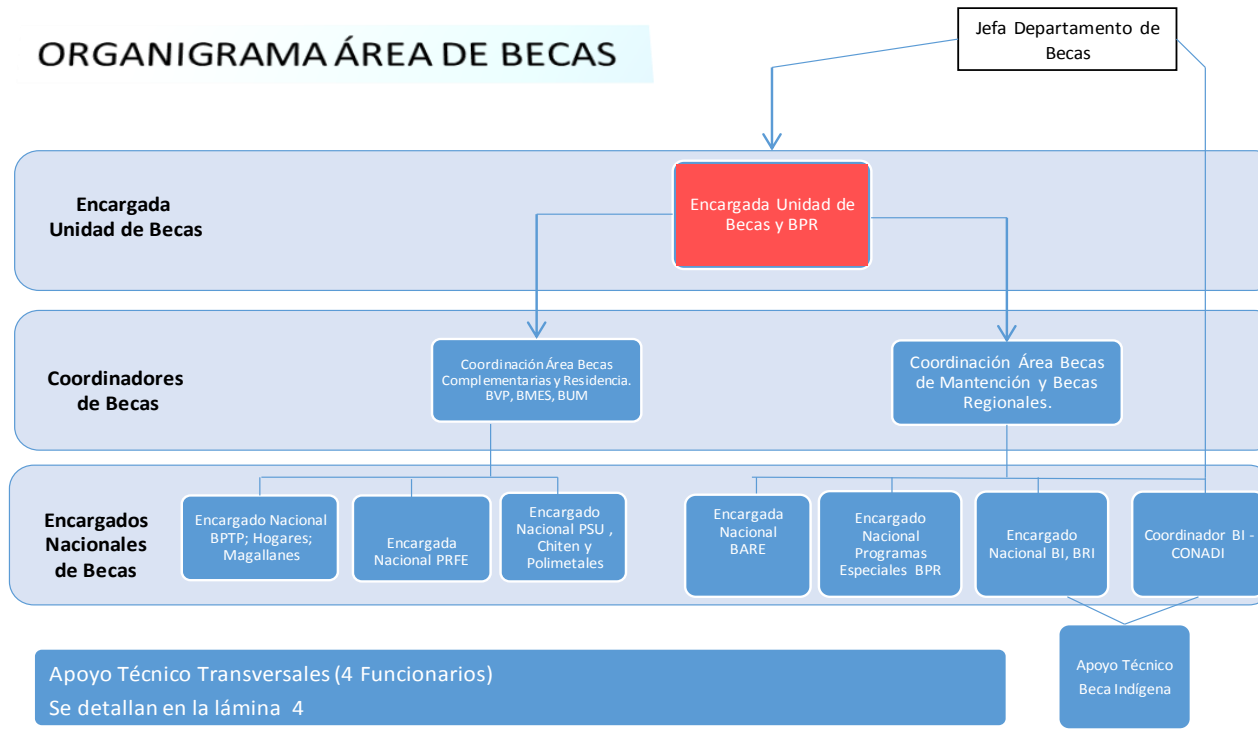 ORGANIGRAMA ÁREA DE BECAS
Jefa Departamento de
Becas
Encargada
Unidad de Becas
Encargada Unidad de
Becas y BPR
Coordinadores
de Becas
Coordinación Área Becas
Complementarias y Residencia.
BVP, BMES, BUM
Coordinación Área Becas
de Mantención y Becas
Regionales.
Encargados
Nacionales
de Becas
Encargado Nacional
BPTP; Hogares;
Magallanes
Encargada
Nacional PRFE
Encargado
Nacional PSU ,
Chiten y
Polimetales
Encargada
Nacional
BARE
Encargado
Nacional
Programas
Especiales BPR
Encargado
Nacional BI, BRI
Coordinador BI -
CONADI
Apoyo Técnico Transversales (4 Funcionarios)
Se detallan en la lámina 4
Apoyo Técnico
Beca Indígena